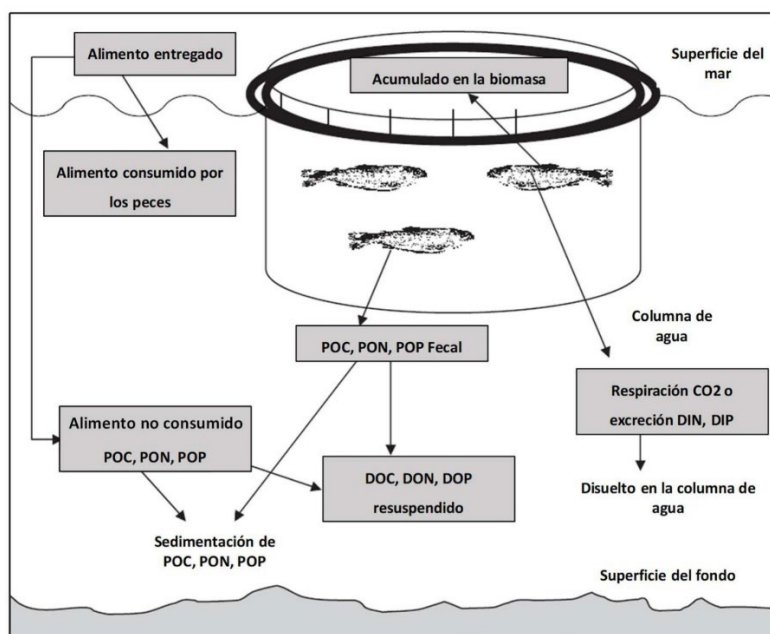 Alimento entregado
Superficie del
mar
Acumulado en la biomasa
Alimento consumido por
los peces
Columna de
agua
POC, PON, POP Fecal
Respiración CO2 o
excreción DIN, DIP
Alimento no consumido
POC, PON, POP
DOC, DON, DOP
resuspendido
Disuelto en la columna de
agua
Sedimentación de
POC, PON, POP
Superficie del fondo